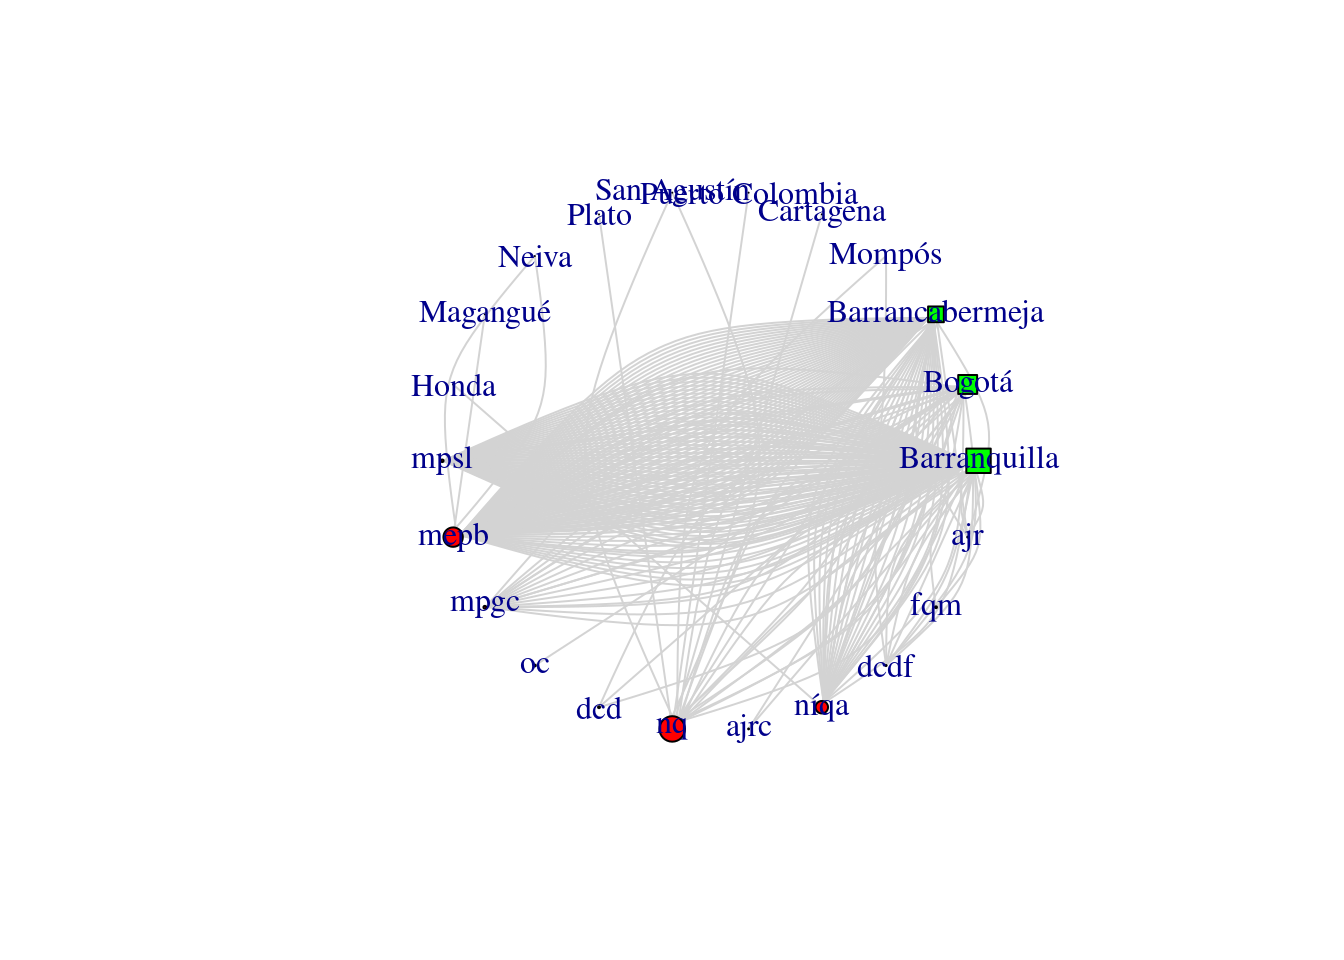 San Agustín
Puerto Colombia
Plato
Cartagena
Neiva
Mompós
Magangué
Barrancabermeja
Honda
Bogotá
mpsl
Barranquilla
mepb
ajr
mpgc
fqm
oc
dcdf
dcd
níqa
nq
ajrc